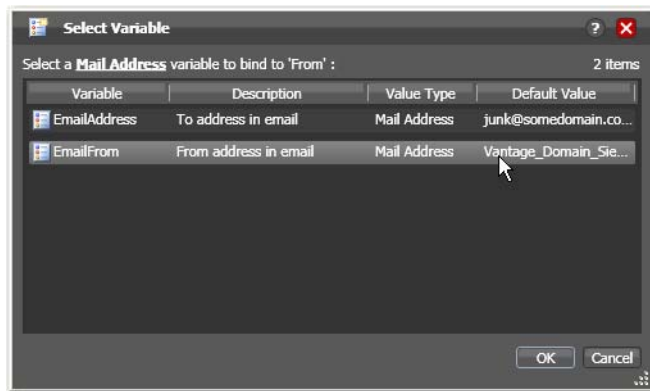 Select Variable ?
Select a Mail Address variable to bind to 'From' : 2 items
Variable Description Value Type Default Value
EmailAddress To address in email Mail Address junk@somedomain.co...
EmailFrom From address in email Mail Address Vantage_Domain_Sie...
OK Cancel